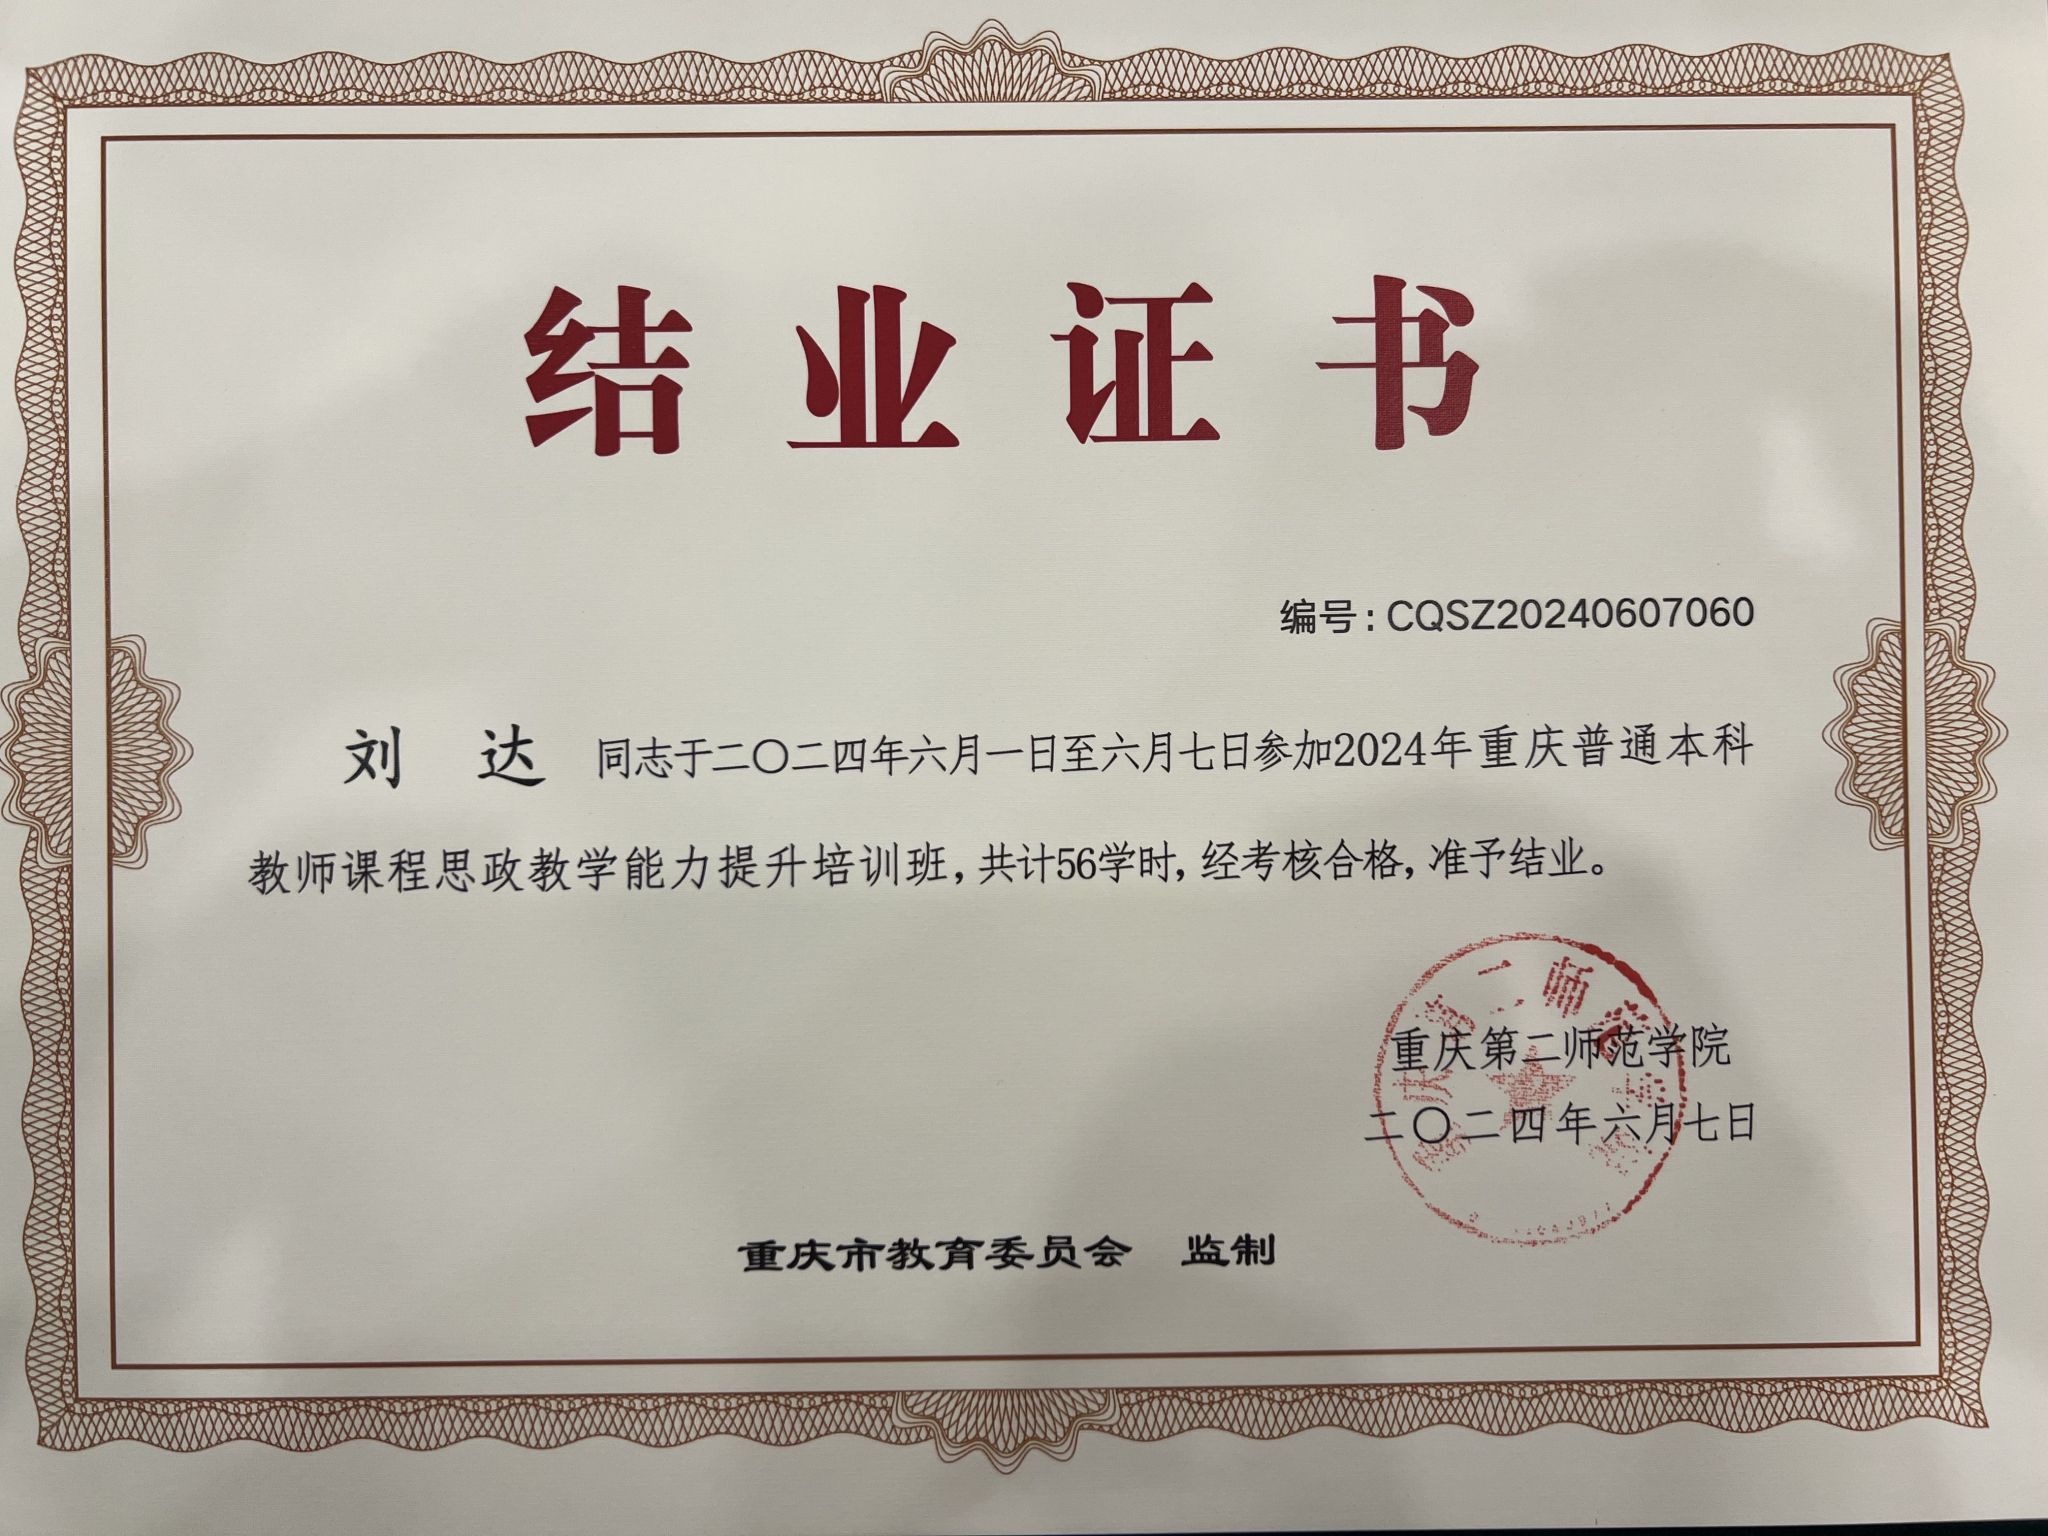 结业证书
编号：CQSZ20240607060
刘 达 同志于二〇二四年六月一日至六月七日参加2024年重庆普通本科
教师课程思政教学能力提升培训班，共计56学时，经考核合格，准予结业。
重庆第二师范学院
二〇二四年六月七日
重庆市教育委员会 监制